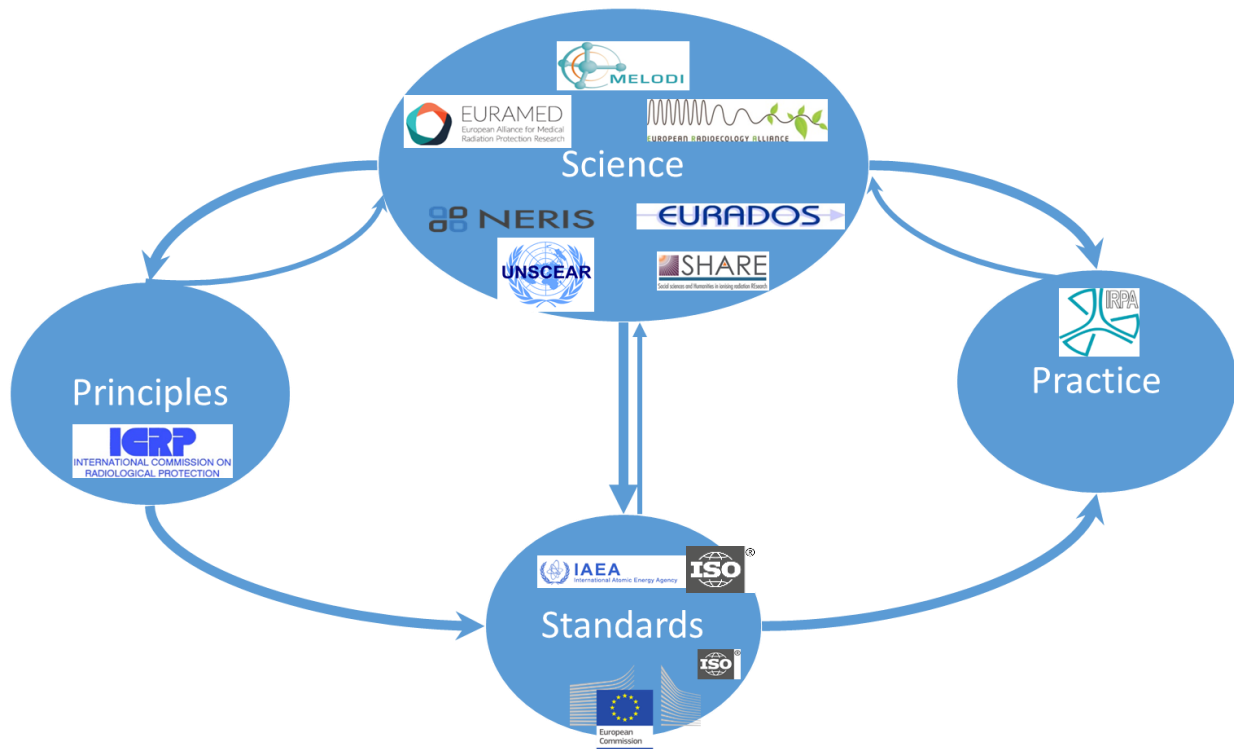 MELODI
EURAMED
European Alliance for Medical
Radiation Protection Research
EUROPEAN RADIOECOLOGY ALLIANCE
Science
NERIS
EURADOS
UNSCEAR
SHARE
Social sciences and Humanities in ionising radiation REsearch
IRPA
Principles
Practice
ICRP
INTERNATIONAL COMMISSION ON
RADIOLOGICAL PROTECTION
IAEA
International Atomic Energy Agency
ISO ®
Standards
ISO ®
European
Commission